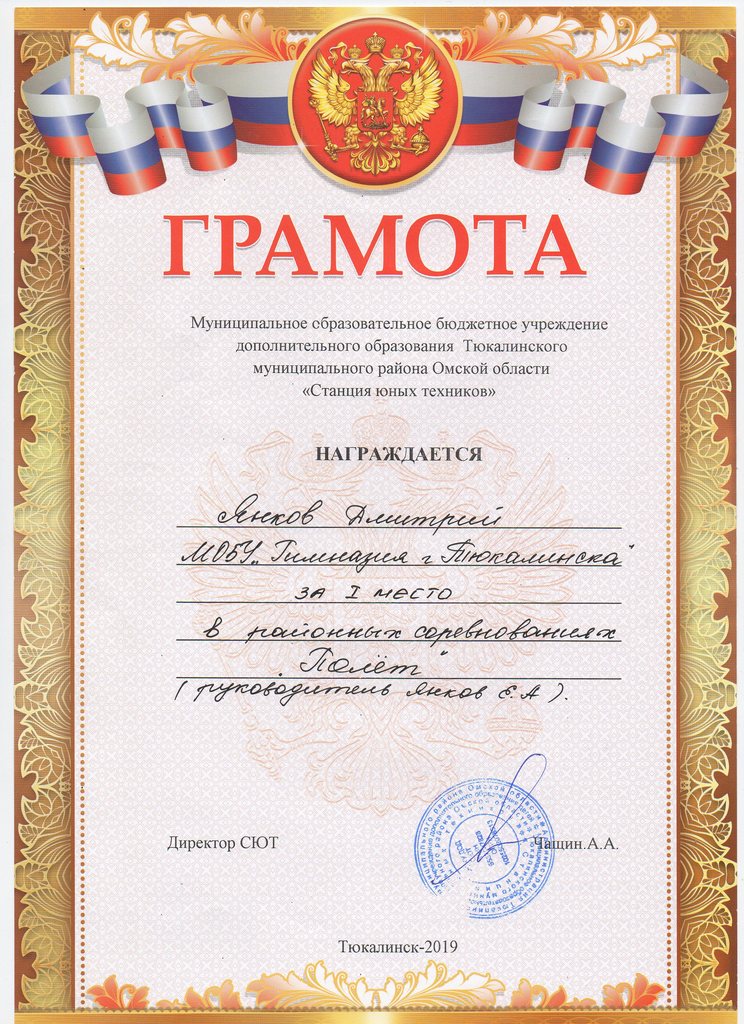 ГРАМОТА
Муниципальное образовательное бюджетное учреждение
дополнительного образования Тюкалинского
муниципального района Омской области
«Станция юных техников»
НАГРАЖДАЕТСЯ
Янков Дмитрий
МОБУ „Гимназия г Тюкалинска"
за I место
в районных соревнованиях
„Полёт"
(руководитель Янков Е.А).
Директор СЮТ
Чащин.А.А.
Тюкалинск-2019